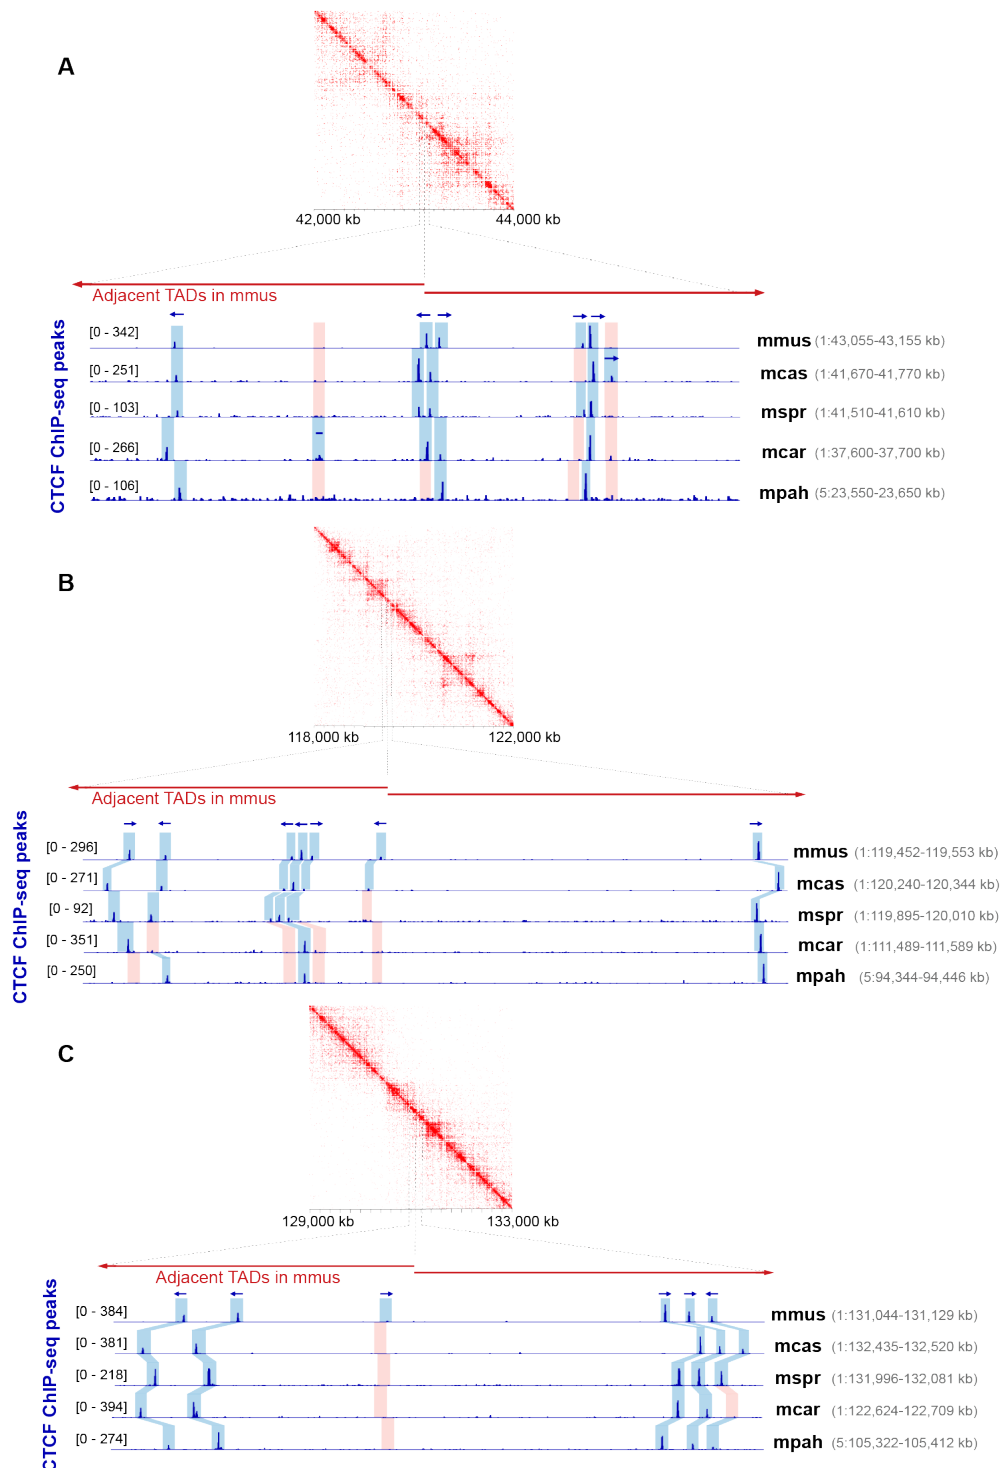 A
42,000 kb 44,000 kb
Adjacent TADs in mmus
CTCF ChIP-seq peaks
[0 - 342] mmus (1:43,055-43,155 kb)
[0 - 251] mcas (1:41,670-41,770 kb)
[0 - 103] mspr (1:41,510-41,610 kb)
[0 - 266] mcar (1:37,600-37,700 kb)
[0 - 106] mpah (5:23,550-23,650 kb)
B
118,000 kb 122,000 kb
Adjacent TADs in mmus
CTCF ChIP-seq peaks
[0 - 296] mmus (1:119,452-119,553 kb)
[0 - 271] mcas (1:120,240-120,344 kb)
[0 - 92] mspr (1:119,895-120,010 kb)
[0 - 351] mcar (1:111,489-111,589 kb)
[0 - 250] mpah (5:94,344-94,446 kb)
C
129,000 kb 133,000 kb
Adjacent TADs in mmus
CTCF ChIP-seq peaks
[0 - 384] mmus (1:131,044-131,129 kb)
[0 - 381] mcas (1:132,435-132,520 kb)
[0 - 218] mspr (1:131,996-132,081 kb)
[0 - 394] mcar (1:122,624-122,709 kb)
[0 - 274] mpah (5:105,322-105,412 kb)